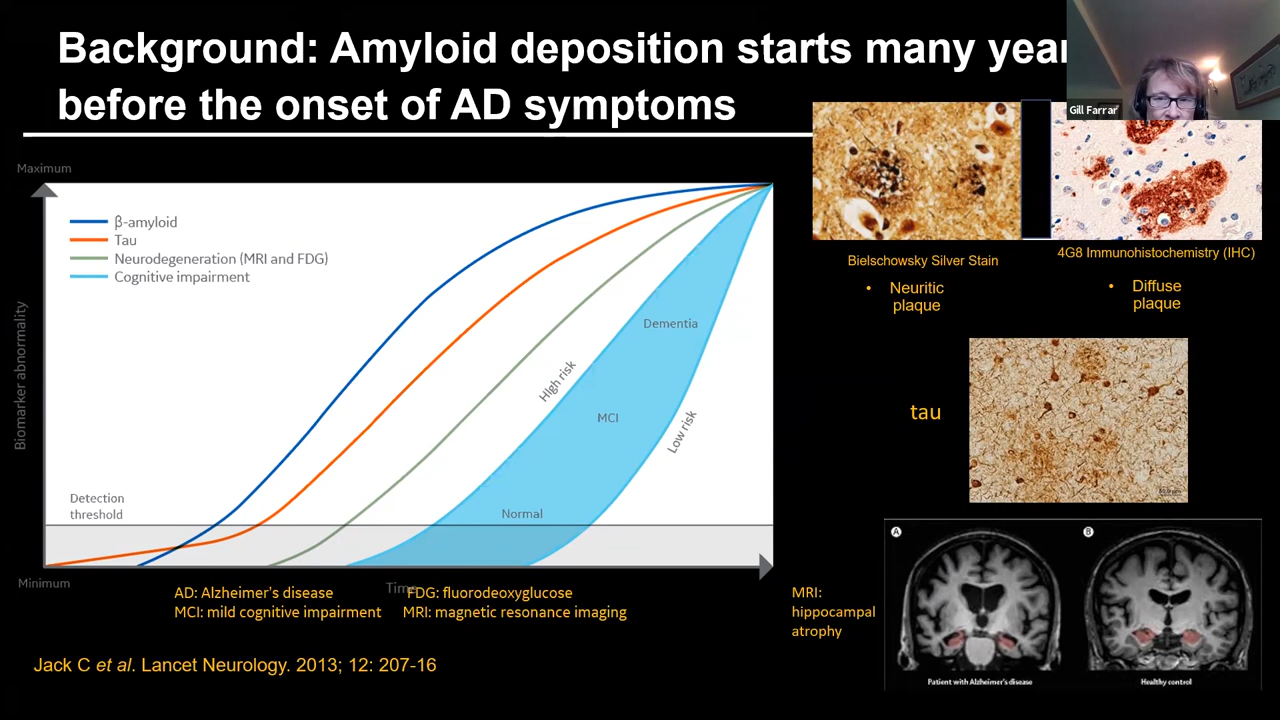 Background: Amyloid deposition starts many year
before the onset of AD symptoms
Gill Farrar
Maximum
β-amyloid
Tau
Neurodegeneration (MRI and FDG)
Cognitive impairment
Biomarker abnormality
Dementia
High risk
MCI
Low risk
Detection
threshold
Normal
Minimum
Time
AD: Alzheimer's disease
FDG: fluorodeoxyglucose
MCI: mild cognitive impairment
MRI: magnetic resonance imaging
Jack C et al. Lancet Neurology. 2013; 12: 207-16
Bielschowsky Silver Stain
• Neuritic
plaque
4G8 Immunohistochemistry (IHC)
• Diffuse
plaque
tau
MRI:
hippocampal
atrophy
A
B
Patient with Alzheimer's disease
Healthy control